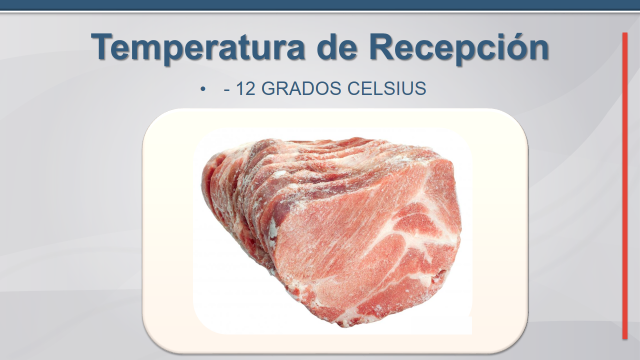 Temperatura de Recepción
• - 12 GRADOS CELSIUS